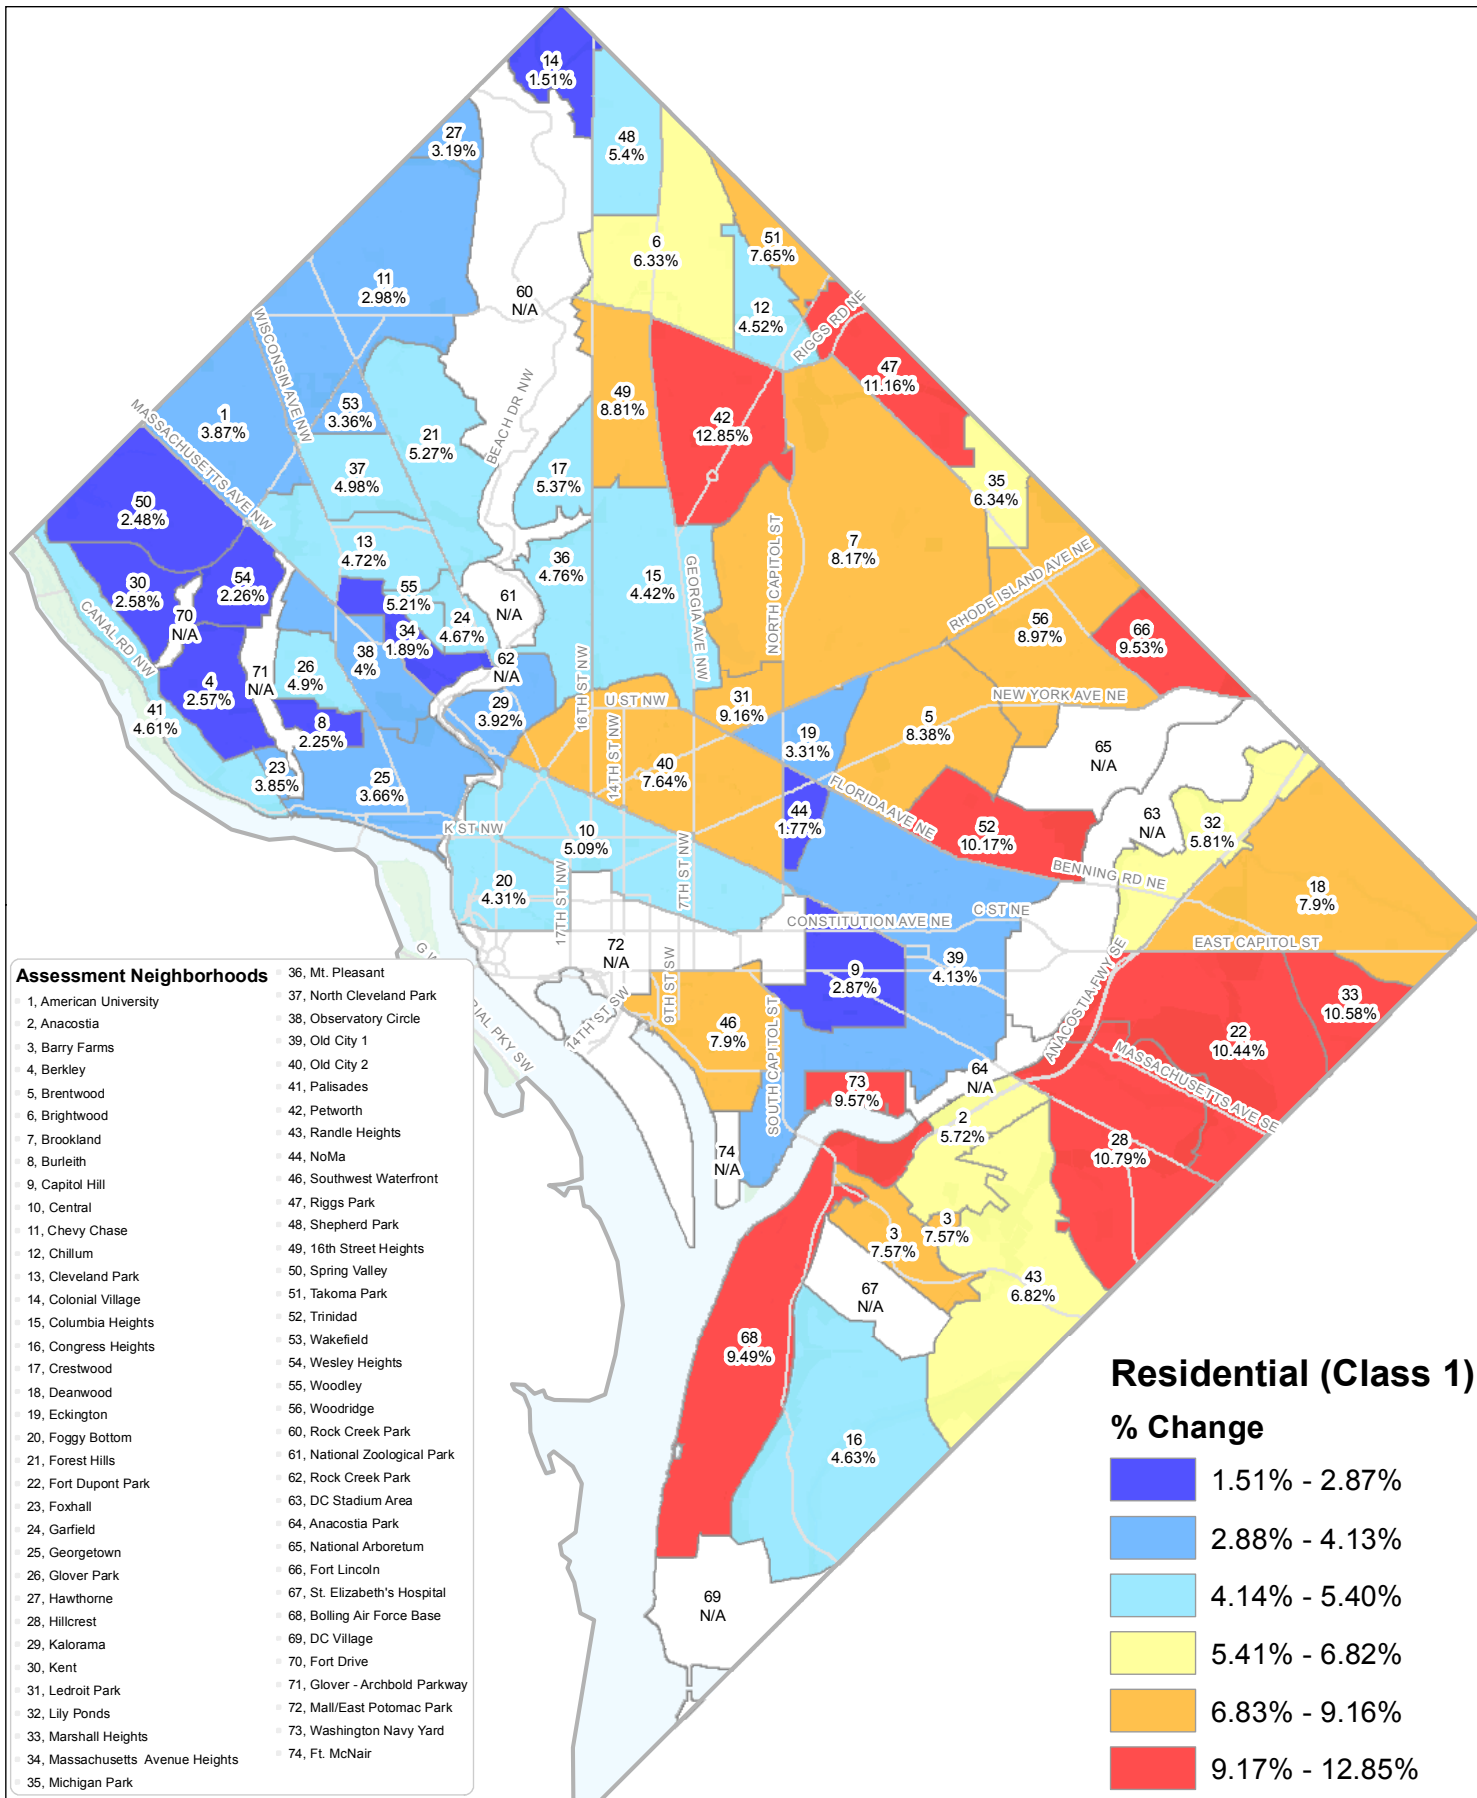 14
1.51%
27
3.19%
48
5.4%
6
6.33%
51
7.65%
11
2.98%
60
N/A
12
4.52%
RIGGS RD NE
47
11.16%
WISCONSIN AVE NW
MASSACHUSETTS AVE NW
1
3.87%
53
3.36%
21
5.27%
BEACH DR NW
49
8.81%
42
12.85%
37
4.98%
17
5.37%
35
6.34%
50
2.48%
13
4.72%
36
4.76%
15
4.42%
GEORGIA AVE NW
NORTH CAPITOL ST
7
8.17%
RHODE ISLAND AVE NE
30
2.58%
54
2.26%
70
N/A
CANAL RD NW
55
5.21%
61
N/A
24
4.67%
34
1.89%
56
8.97%
66
9.53%
38
4%
62
N/A
26
4.9%
71
N/A
4
2.57%
16TH ST NW
U ST NW
31
9.16%
NEW YORK AVE NE
29
3.92%
41
4.61%
8
2.25%
14TH ST NW
19
3.31%
5
8.38%
65
N/A
23
3.85%
25
3.66%
40
7.64%
FLORIDA AVE NE
44
1.77%
K ST NW
10
5.09%
7TH ST NW
52
10.17%
63
N/A
32
5.81%
BENNING RD NE
20
4.31%
17TH ST NW
18
7.9%
CONSTITUTION AVE NE
C ST NE
EAST CAPITOL ST
72
N/A
9TH ST SW
14TH ST SW
9
2.87%
39
4.13%
ANACOSTIA FWY SE
33
10.58%
46
7.9%
SOUTH CAPITOL ST
22
10.44%
MASSACHUSETTS AVE SE
64
N/A
73
9.57%
2
5.72%
28
10.79%
74
N/A
3
7.57%
3
7.57%
43
6.82%
67
N/A
68
9.49%
16
4.63%
69
N/A
G
RIAL PKY SW
Assessment Neighborhoods
1, American University
2, Anacostia
3, Barry Farms
4, Berkley
5, Brentwood
6, Brightwood
7, Brookland
8, Burleith
9, Capitol Hill
10, Central
11, Chevy Chase
12, Chillum
13, Cleveland Park
14, Colonial Village
15, Columbia Heights
16, Congress Heights
17, Crestwood
18, Deanwood
19, Eckington
20, Foggy Bottom
21, Forest Hills
22, Fort Dupont Park
23, Foxhall
24, Garfield
25, Georgetown
26, Glover Park
27, Hawthorne
28, Hillcrest
29, Kalorama
30, Kent
31, Ledroit Park
32, Lily Ponds
33, Marshall Heights
34, Massachusetts Avenue Heights
35, Michigan Park
36, Mt. Pleasant
37, North Cleveland Park
38, Observatory Circle
39, Old City 1
40, Old City 2
41, Palisades
42, Petworth
43, Randle Heights
44, NoMa
46, Southwest Waterfront
47, Riggs Park
48, Shepherd Park
49, 16th Street Heights
50, Spring Valley
51, Takoma Park
52, Trinidad
53, Wakefield
54, Wesley Heights
55, Woodley
56, Woodridge
60, Rock Creek Park
61, National Zoological Park
62, Rock Creek Park
63, DC Stadium Area
64, Anacostia Park
65, National Arboretum
66, Fort Lincoln
67, St. Elizabeth's Hospital
68, Bolling Air Force Base
69, DC Village
70, Fort Drive
71, Glover - Archbold Parkway
72, Mall/East Potomac Park
73, Washington Navy Yard
74, Ft. McNair
Residential (Class 1)
% Change
1.51% - 2.87%
2.88% - 4.13%
4.14% - 5.40%
5.41% - 6.82%
6.83% - 9.16%
9.17% - 12.85%